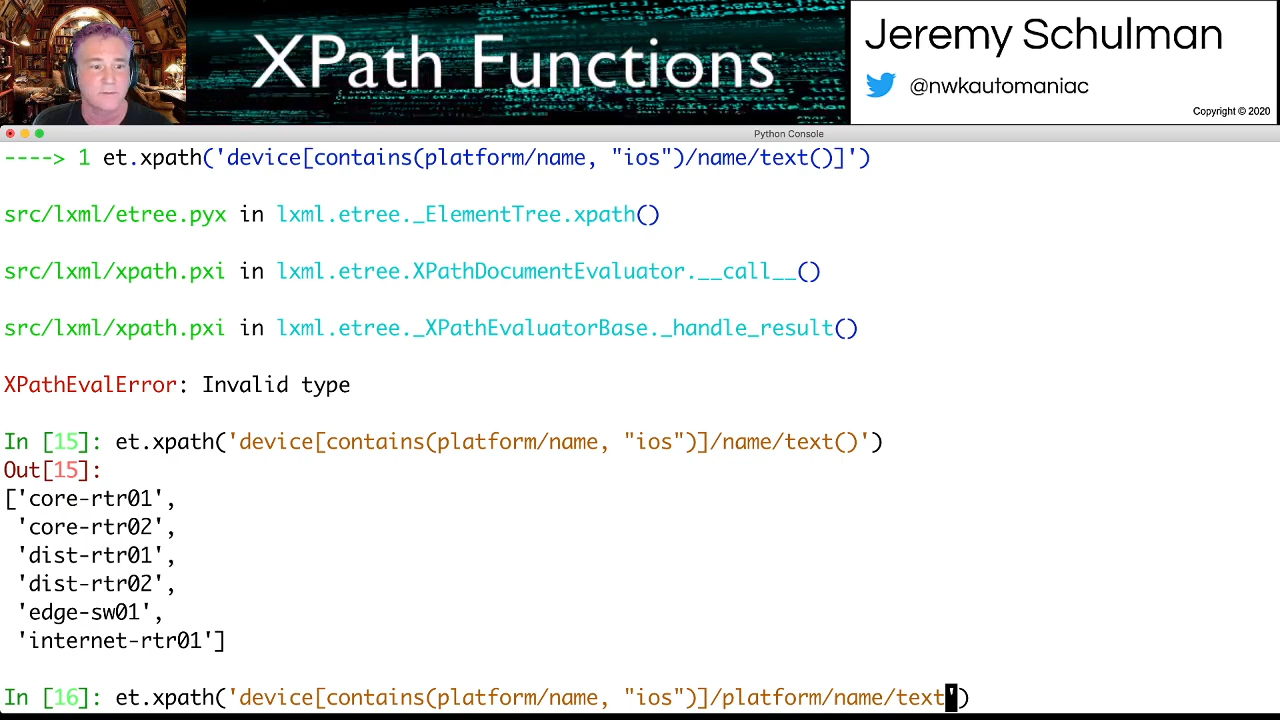 XPath Functions
Jeremy Schulman
@nwkautomaniac
Copyright © 2020
Python Console
----> 1 et.xpath('device[contains(platform/name, "ios")/name/text()]')
src/lxml/etree.pyx in lxml.etree._ElementTree.xpath()
src/lxml/xpath.pxi in lxml.etree.XPathDocumentEvaluator.__call__()
src/lxml/xpath.pxi in lxml.etree._XPathEvaluatorBase._handle_result()
XPathEvalError: Invalid type
In [15]: et.xpath('device[contains(platform/name, "ios")]/name/text()')
Out[15]:
['core-rtr01',
'core-rtr02',
'dist-rtr01',
'dist-rtr02',
'edge-sw01',
'internet-rtr01']
In [16]: et.xpath('device[contains(platform/name, "ios")]/platform/name/text')